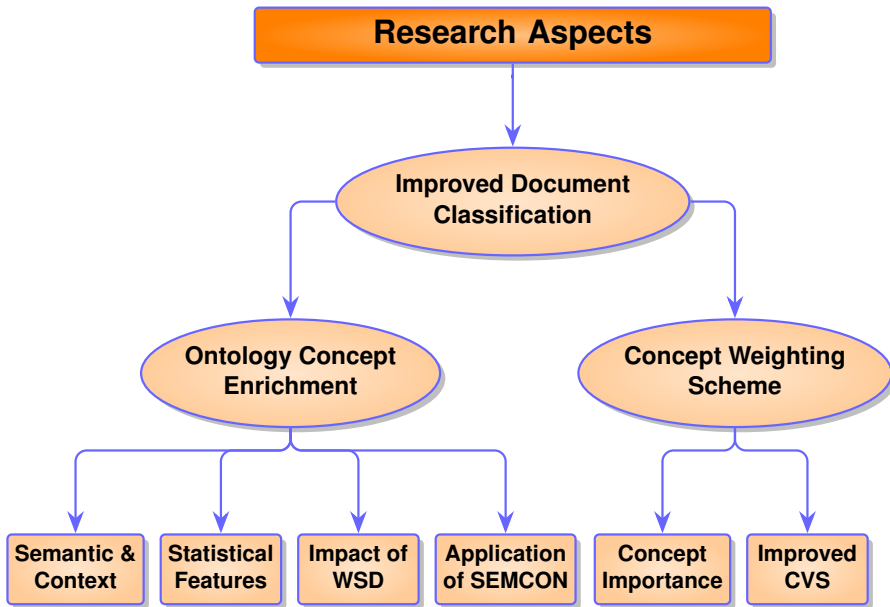 Research Aspects
Improved Document
Classification
Ontology Concept
Enrichment
Concept Weighting
Scheme
Semantic &
Context
Statistical
Features
Impact of
WSD
Application
of SEMCON
Concept
Importance
Improved
CVS